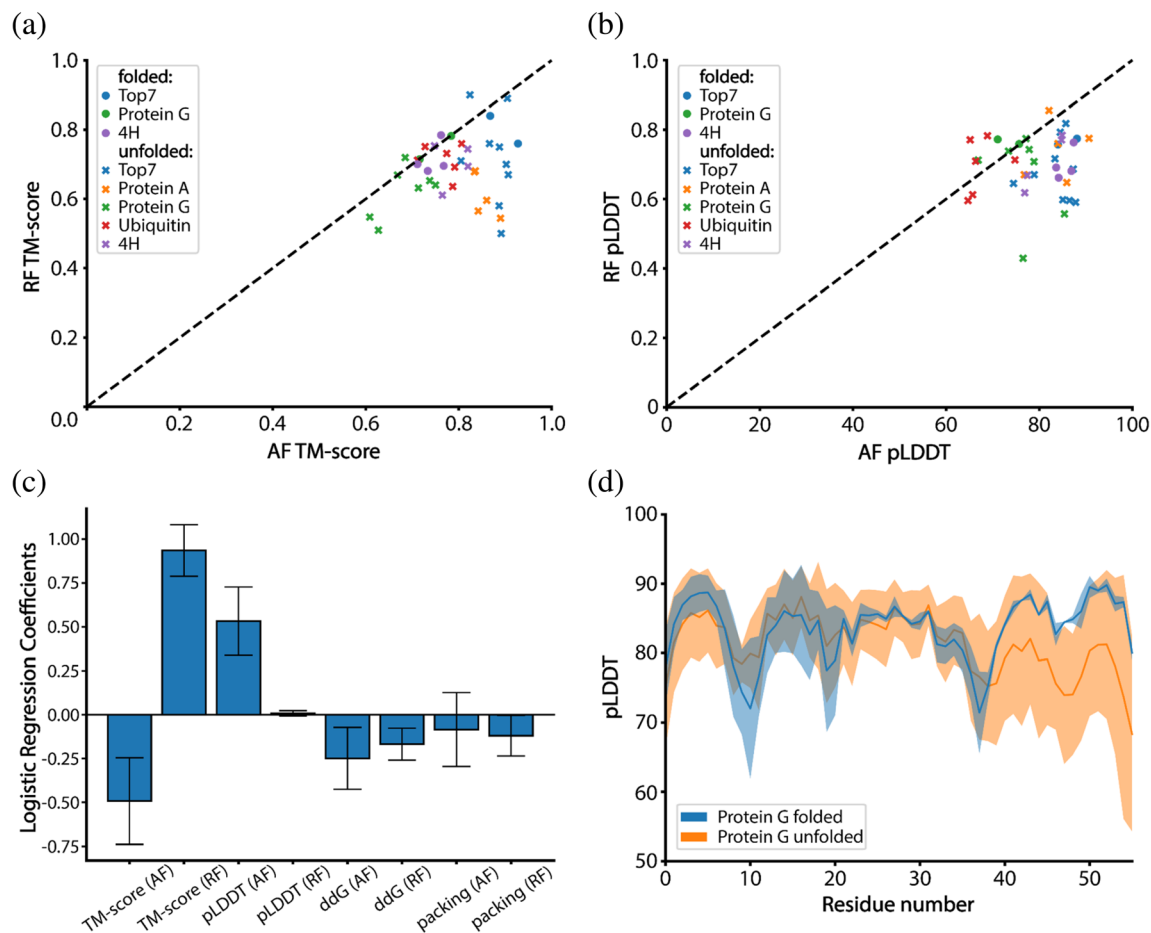 (a)
1.0
0.8
0.6
0.4
0.2
0.0
RF TM-score
folded:
Top7
Protein G
4H
unfolded:
Top7
Protein A
Protein G
Ubiquitin
4H
0.2
0.4
0.6
0.8
1.0
AF TM-score
(b)
1.0
0.8
0.6
0.4
0.2
0
RF pLDDT
folded:
Top7
Protein G
4H
unfolded:
Top7
Protein A
Protein G
Ubiquitin
4H
0
20
40
60
80
100
AF pLDDT
(c)
1.00
0.75
0.50
0.25
0.00
-0.25
-0.50
-0.75
Logistic Regression Coefficients
TM-score (AF)
TM-score (RF)
pLDDT (AF)
pLDDT (RF)
ddG (AF)
ddG (RF)
packing (AF)
packing (RF)
(d)
100
90
80
70
60
50
pLDDT
Protein G folded
Protein G unfolded
0
10
20
30
40
50
Residue number